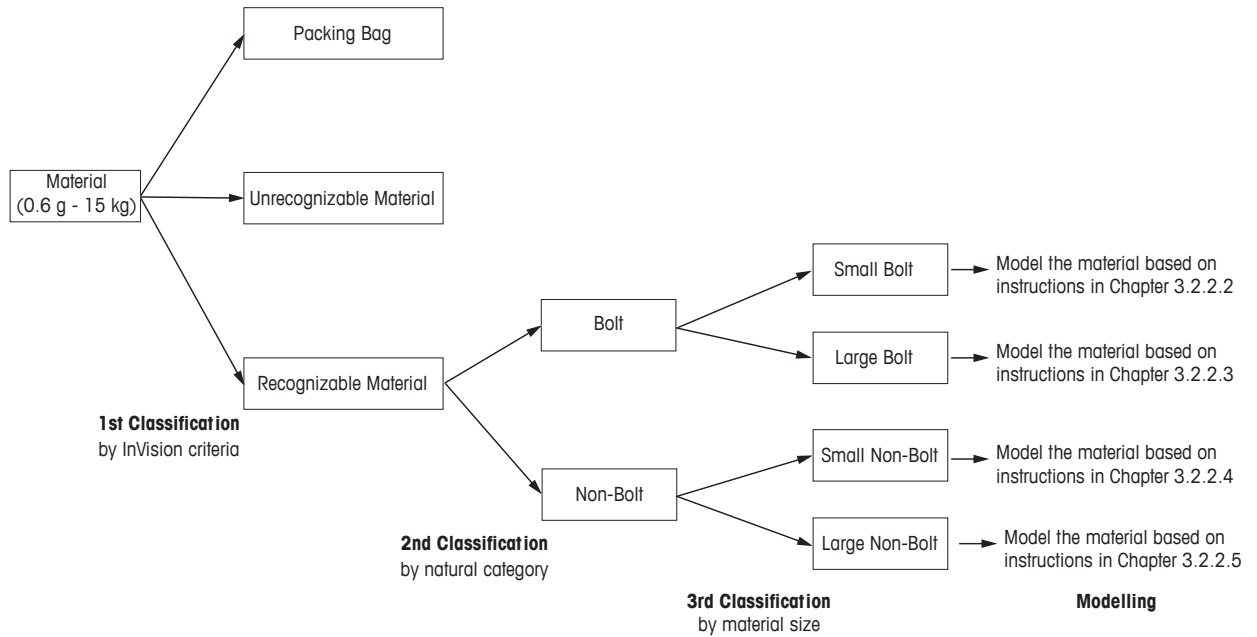 Packing Bag
Material
(0.6 g - 15 kg)
Unrecognizable Material
Recognizable Material
1st Classification
by InVision criteria
Bolt
Non-Bolt
2nd Classification
by natural category
Small Bolt
Large Bolt
Small Non-Bolt
Large Non-Bolt
3rd Classification
by material size
Model the material based on
instructions in Chapter 3.2.2.2
Model the material based on
instructions in Chapter 3.2.2.3
Model the material based on
instructions in Chapter 3.2.2.4
Model the material based on
instructions in Chapter 3.2.2.5
Modelling